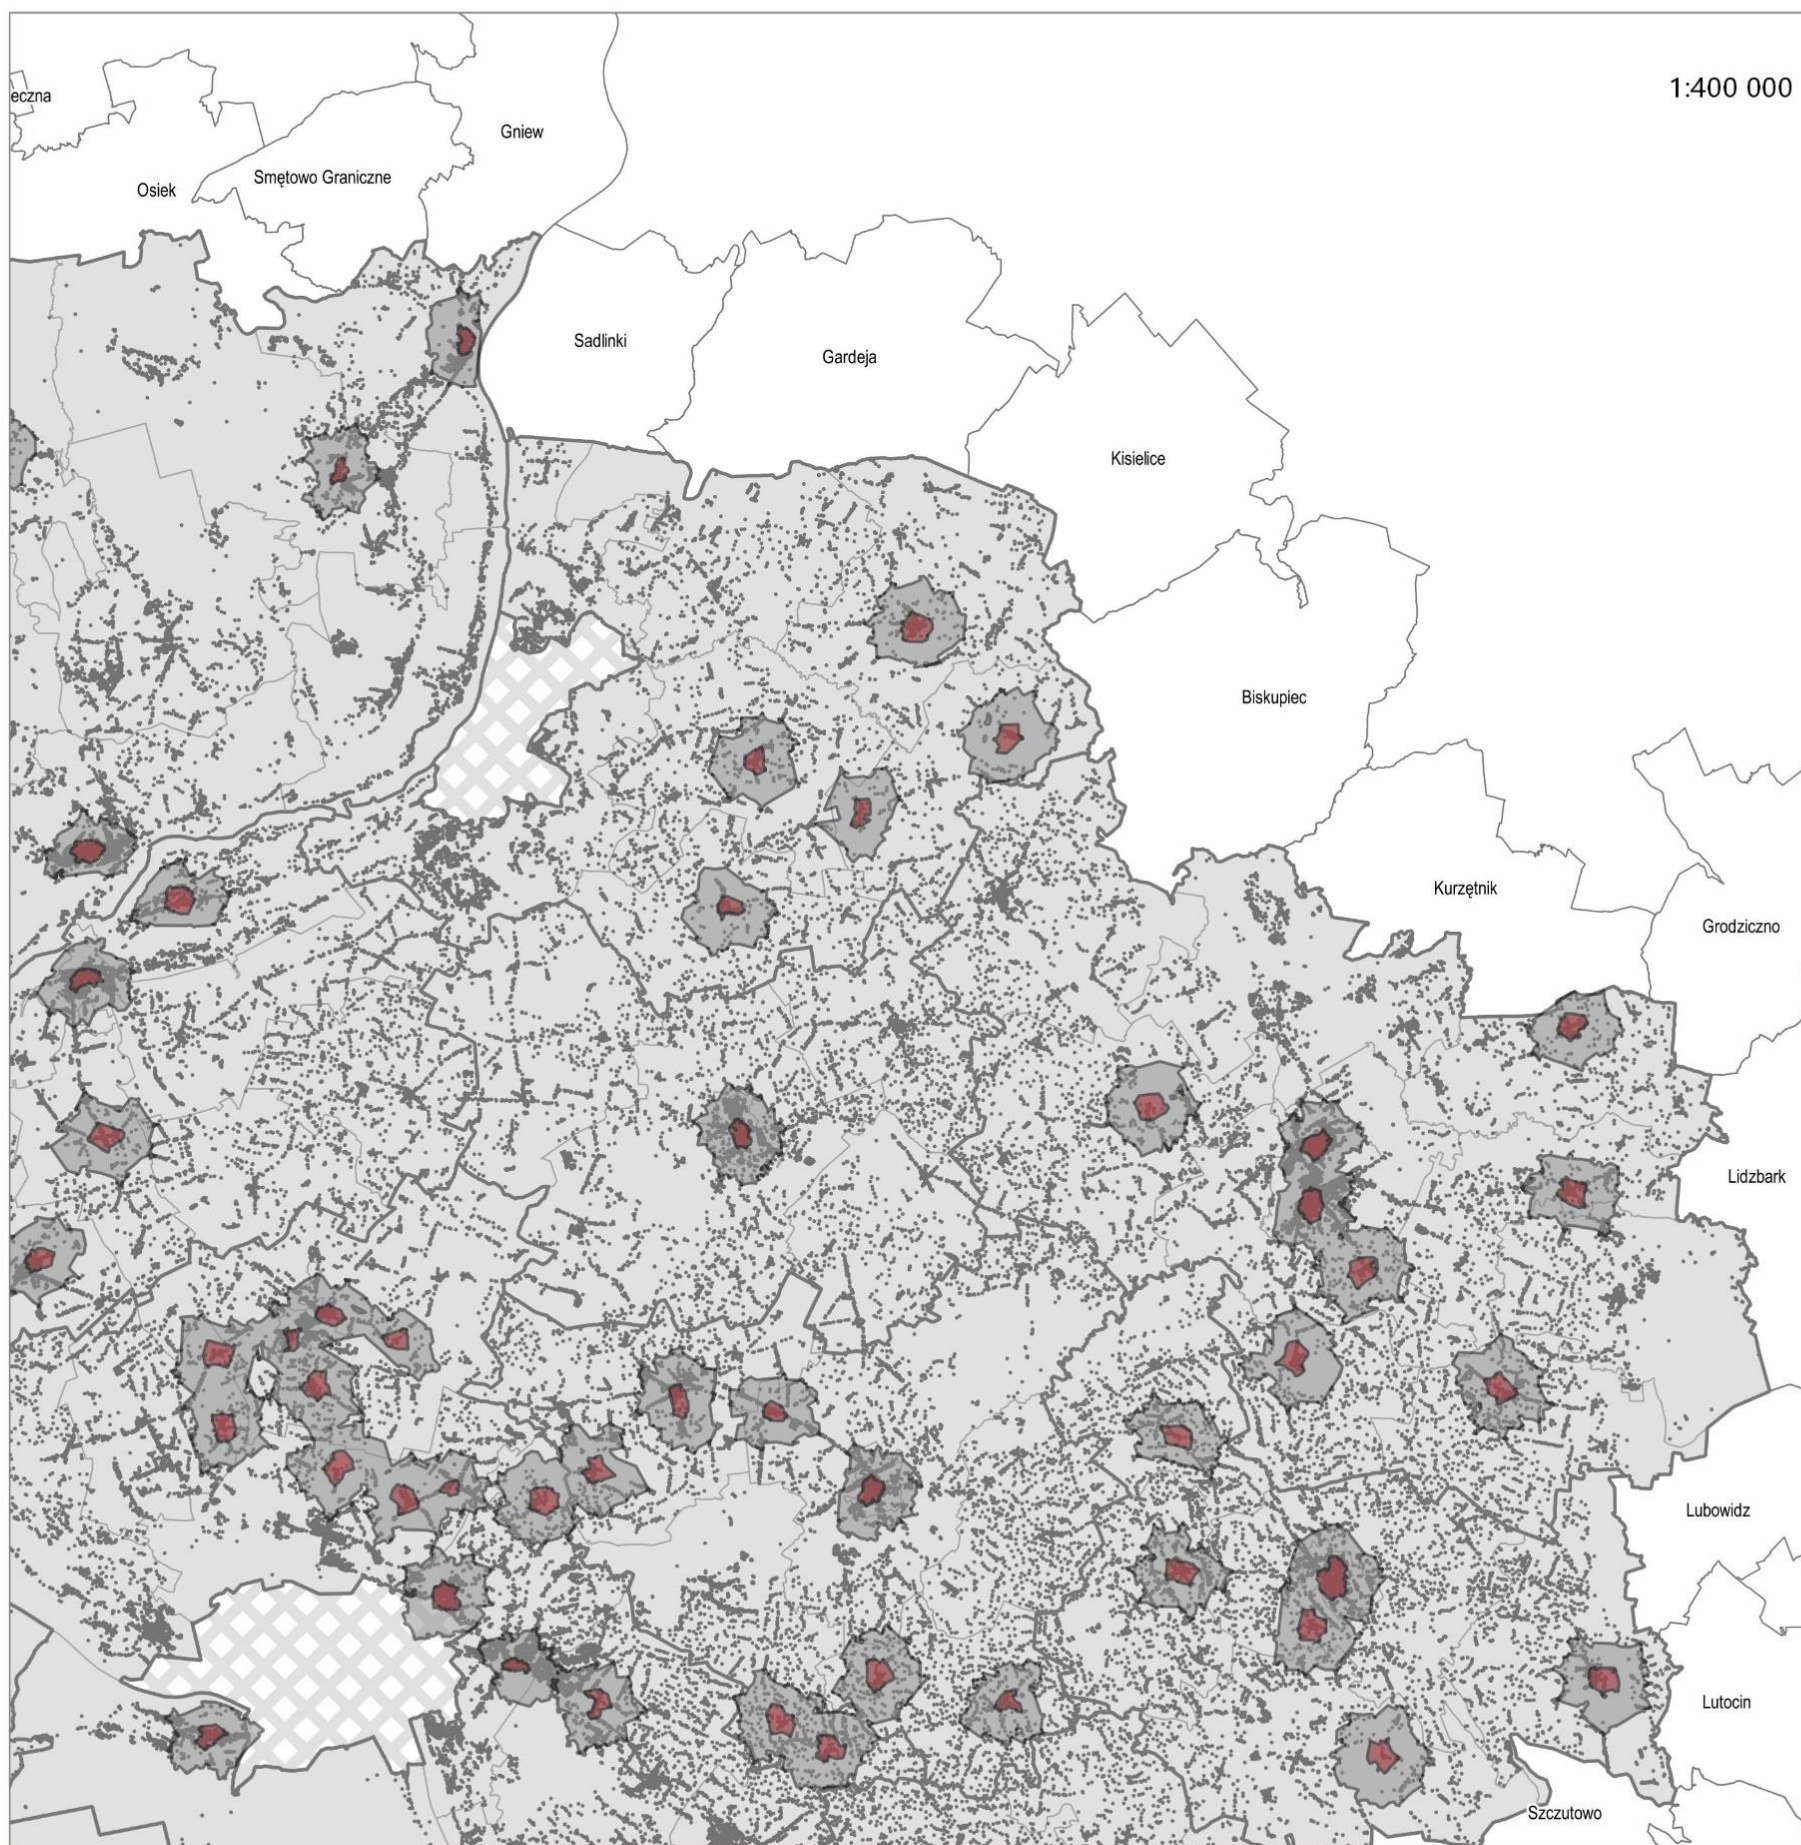 1:400 000
eczna
Gniew
Smętowo Graniczne
Osiek
Sadlinki
Gardeja
Kisielice
Biskupiec
Kurzętnik
Grodziczno
Lidzbark
Lubowidz
Lutocin
Szczutowo